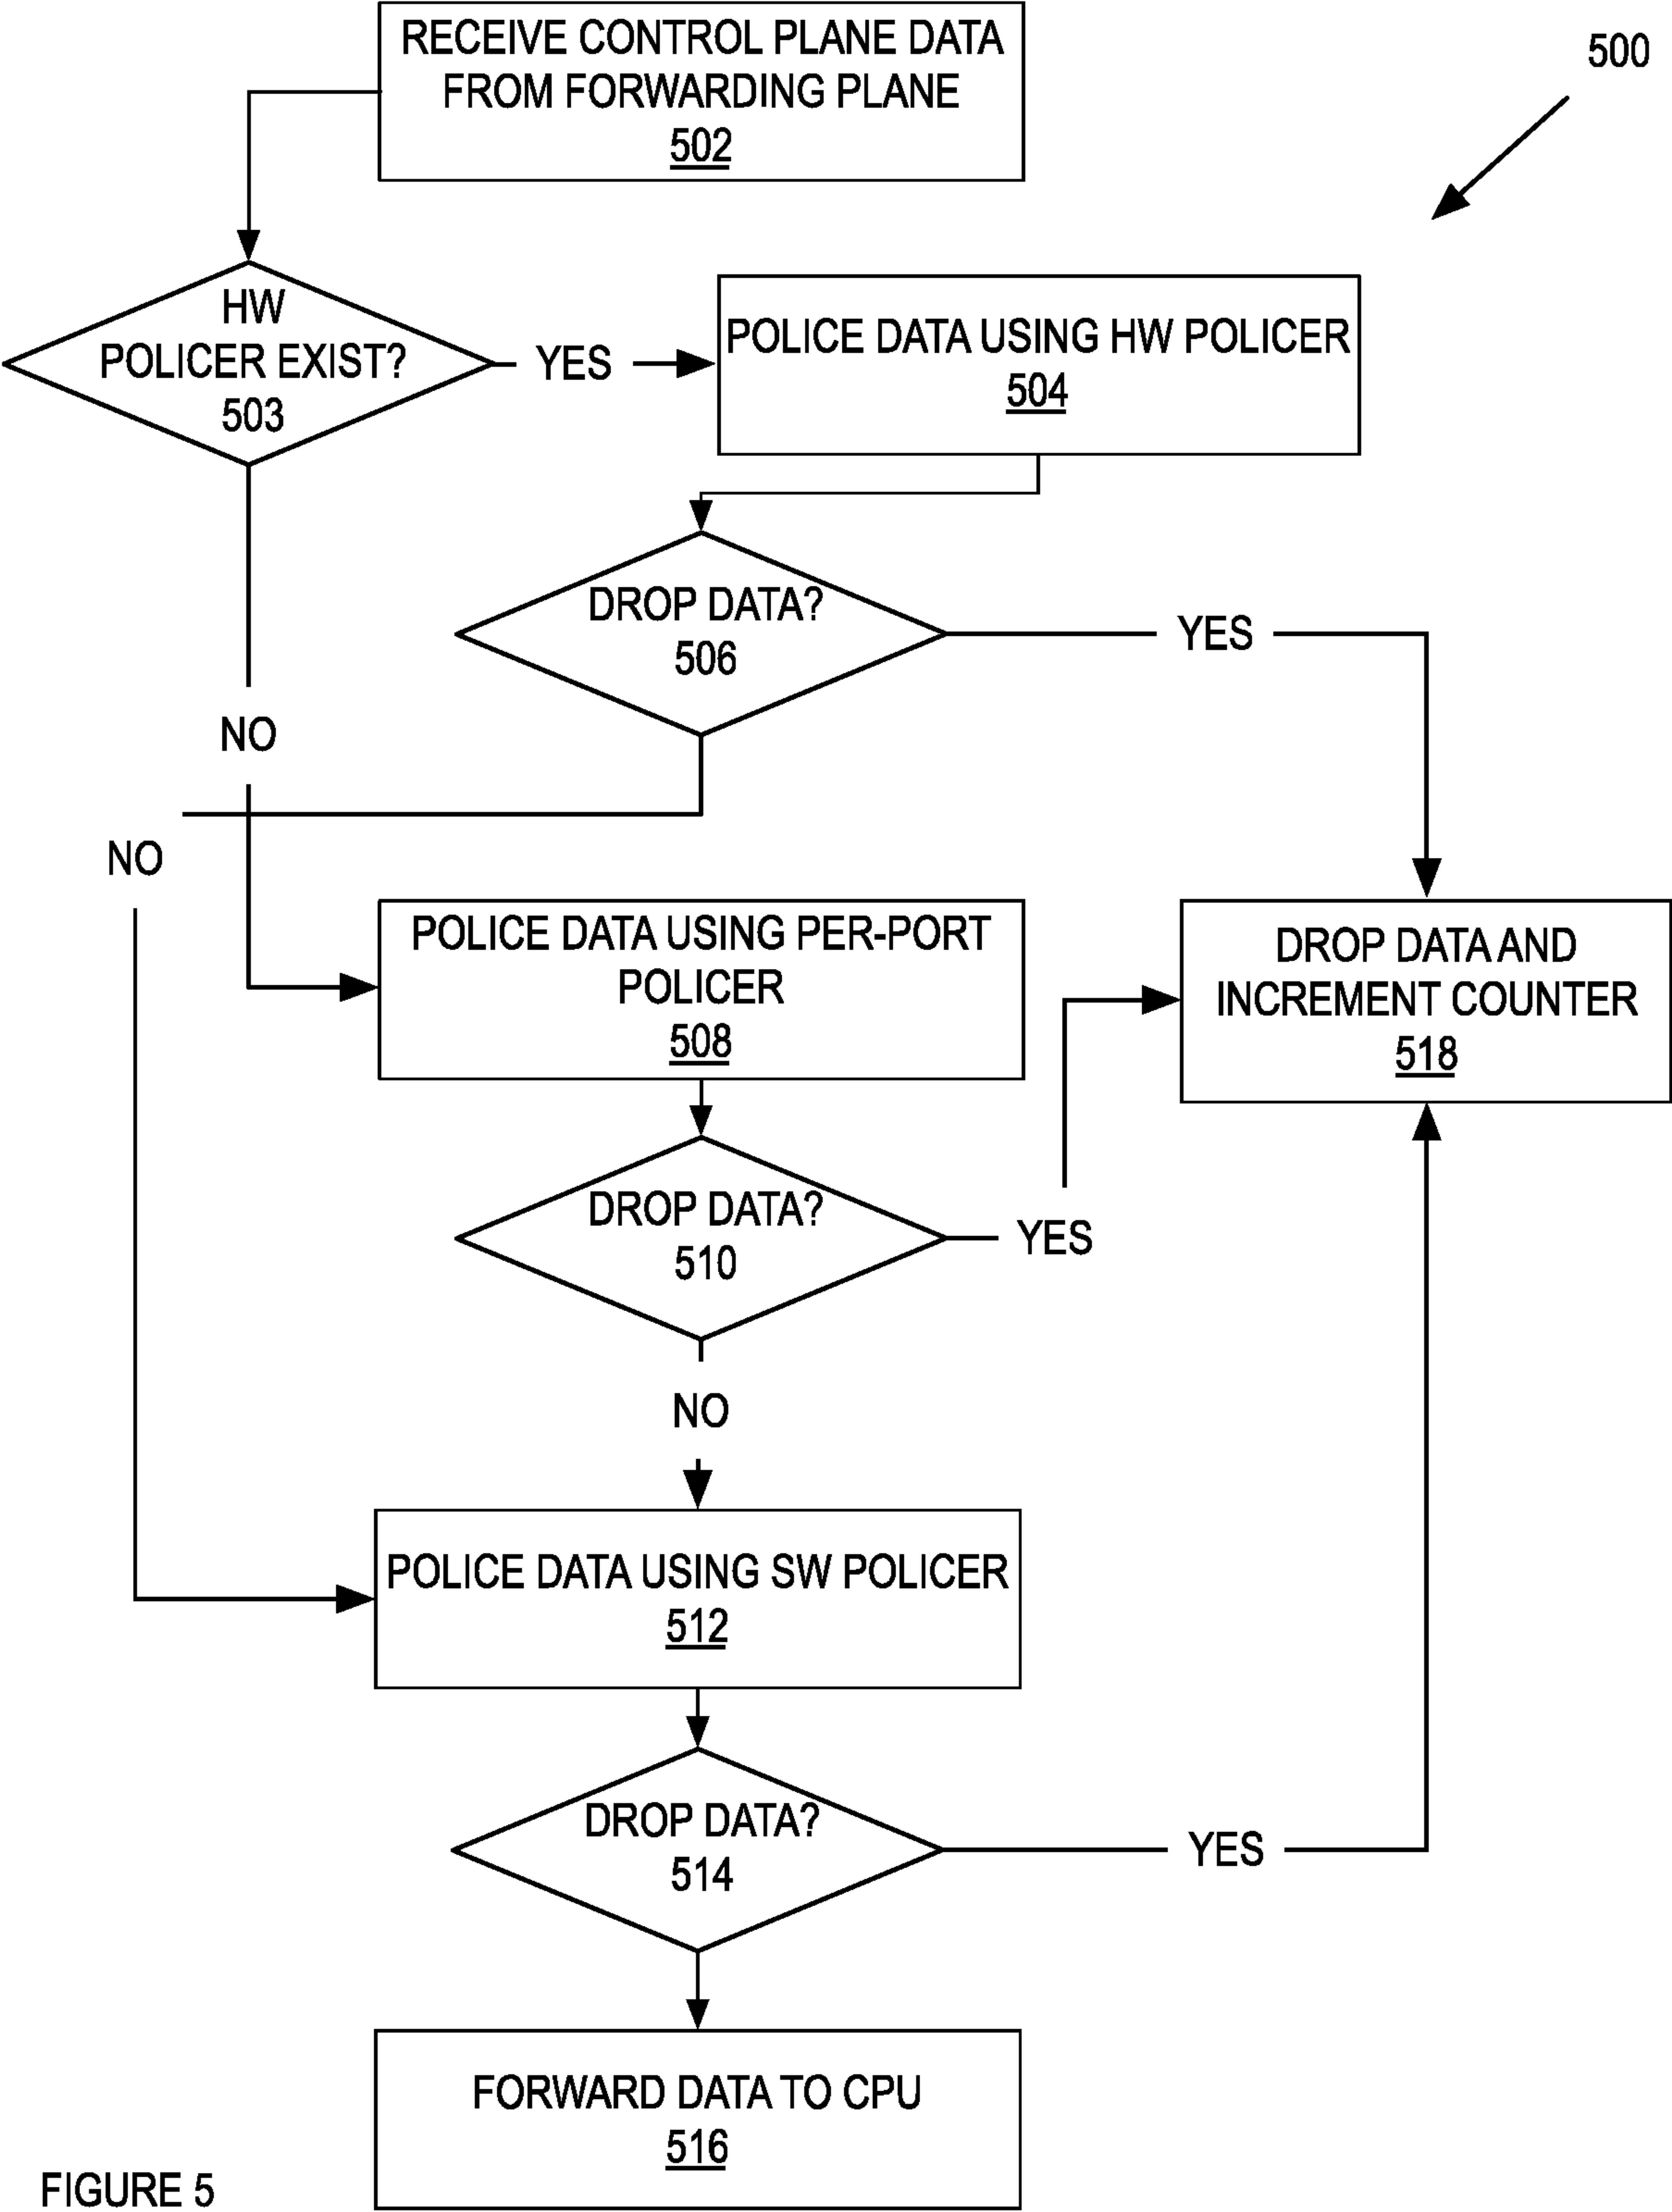 RECEIVE CONTROL PLANE DATA
FROM FORWARDING PLANE
502
500
HW
POLICER EXIST?
503
YES
POLICE DATA USING HW POLICER
504
DROP DATA?
506
YES
NO
NO
POLICE DATA USING PER-PORT
POLICER
508
DROP DATA AND
INCREMENT COUNTER
518
DROP DATA?
510
YES
NO
POLICE DATA USING SW POLICER
512
DROP DATA?
514
YES
FORWARD DATA TO CPU
516
FIGURE 5